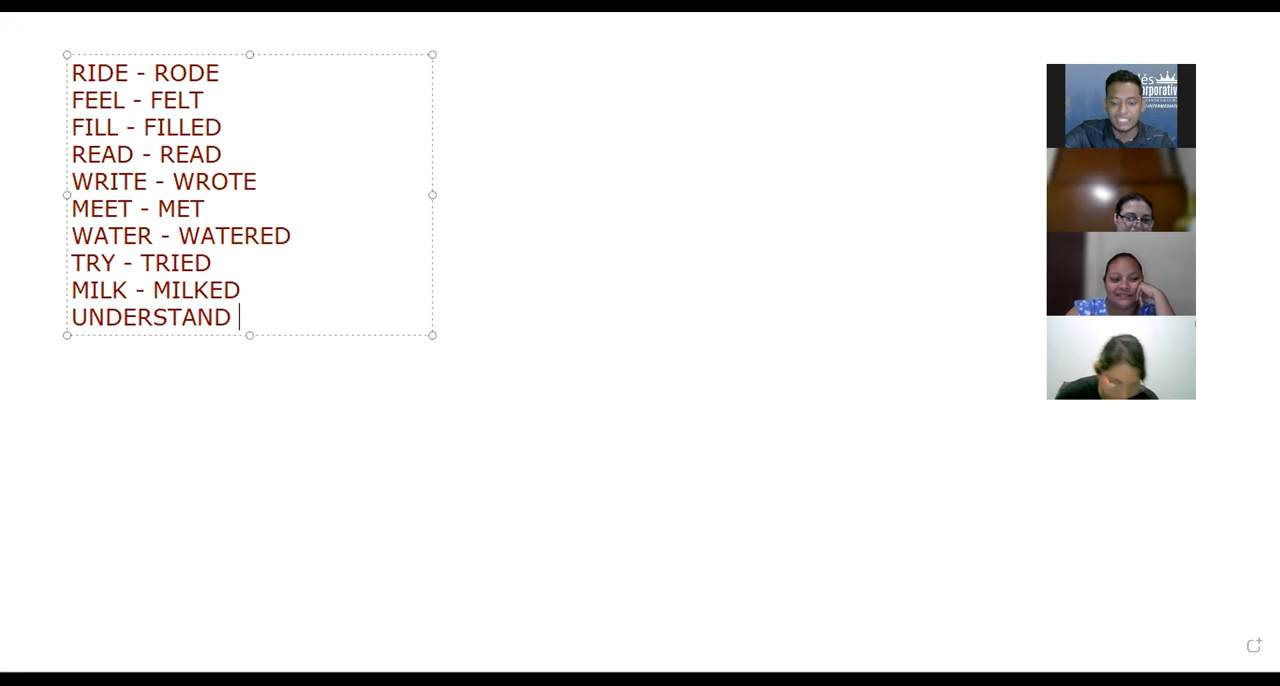 RIDE - RODE
FEEL - FELT
FILL - FILLED
READ - READ
WRITE - WROTE
MEET - MET
WATER - WATERED
TRY - TRIED
MILK - MILKED
UNDERSTAND